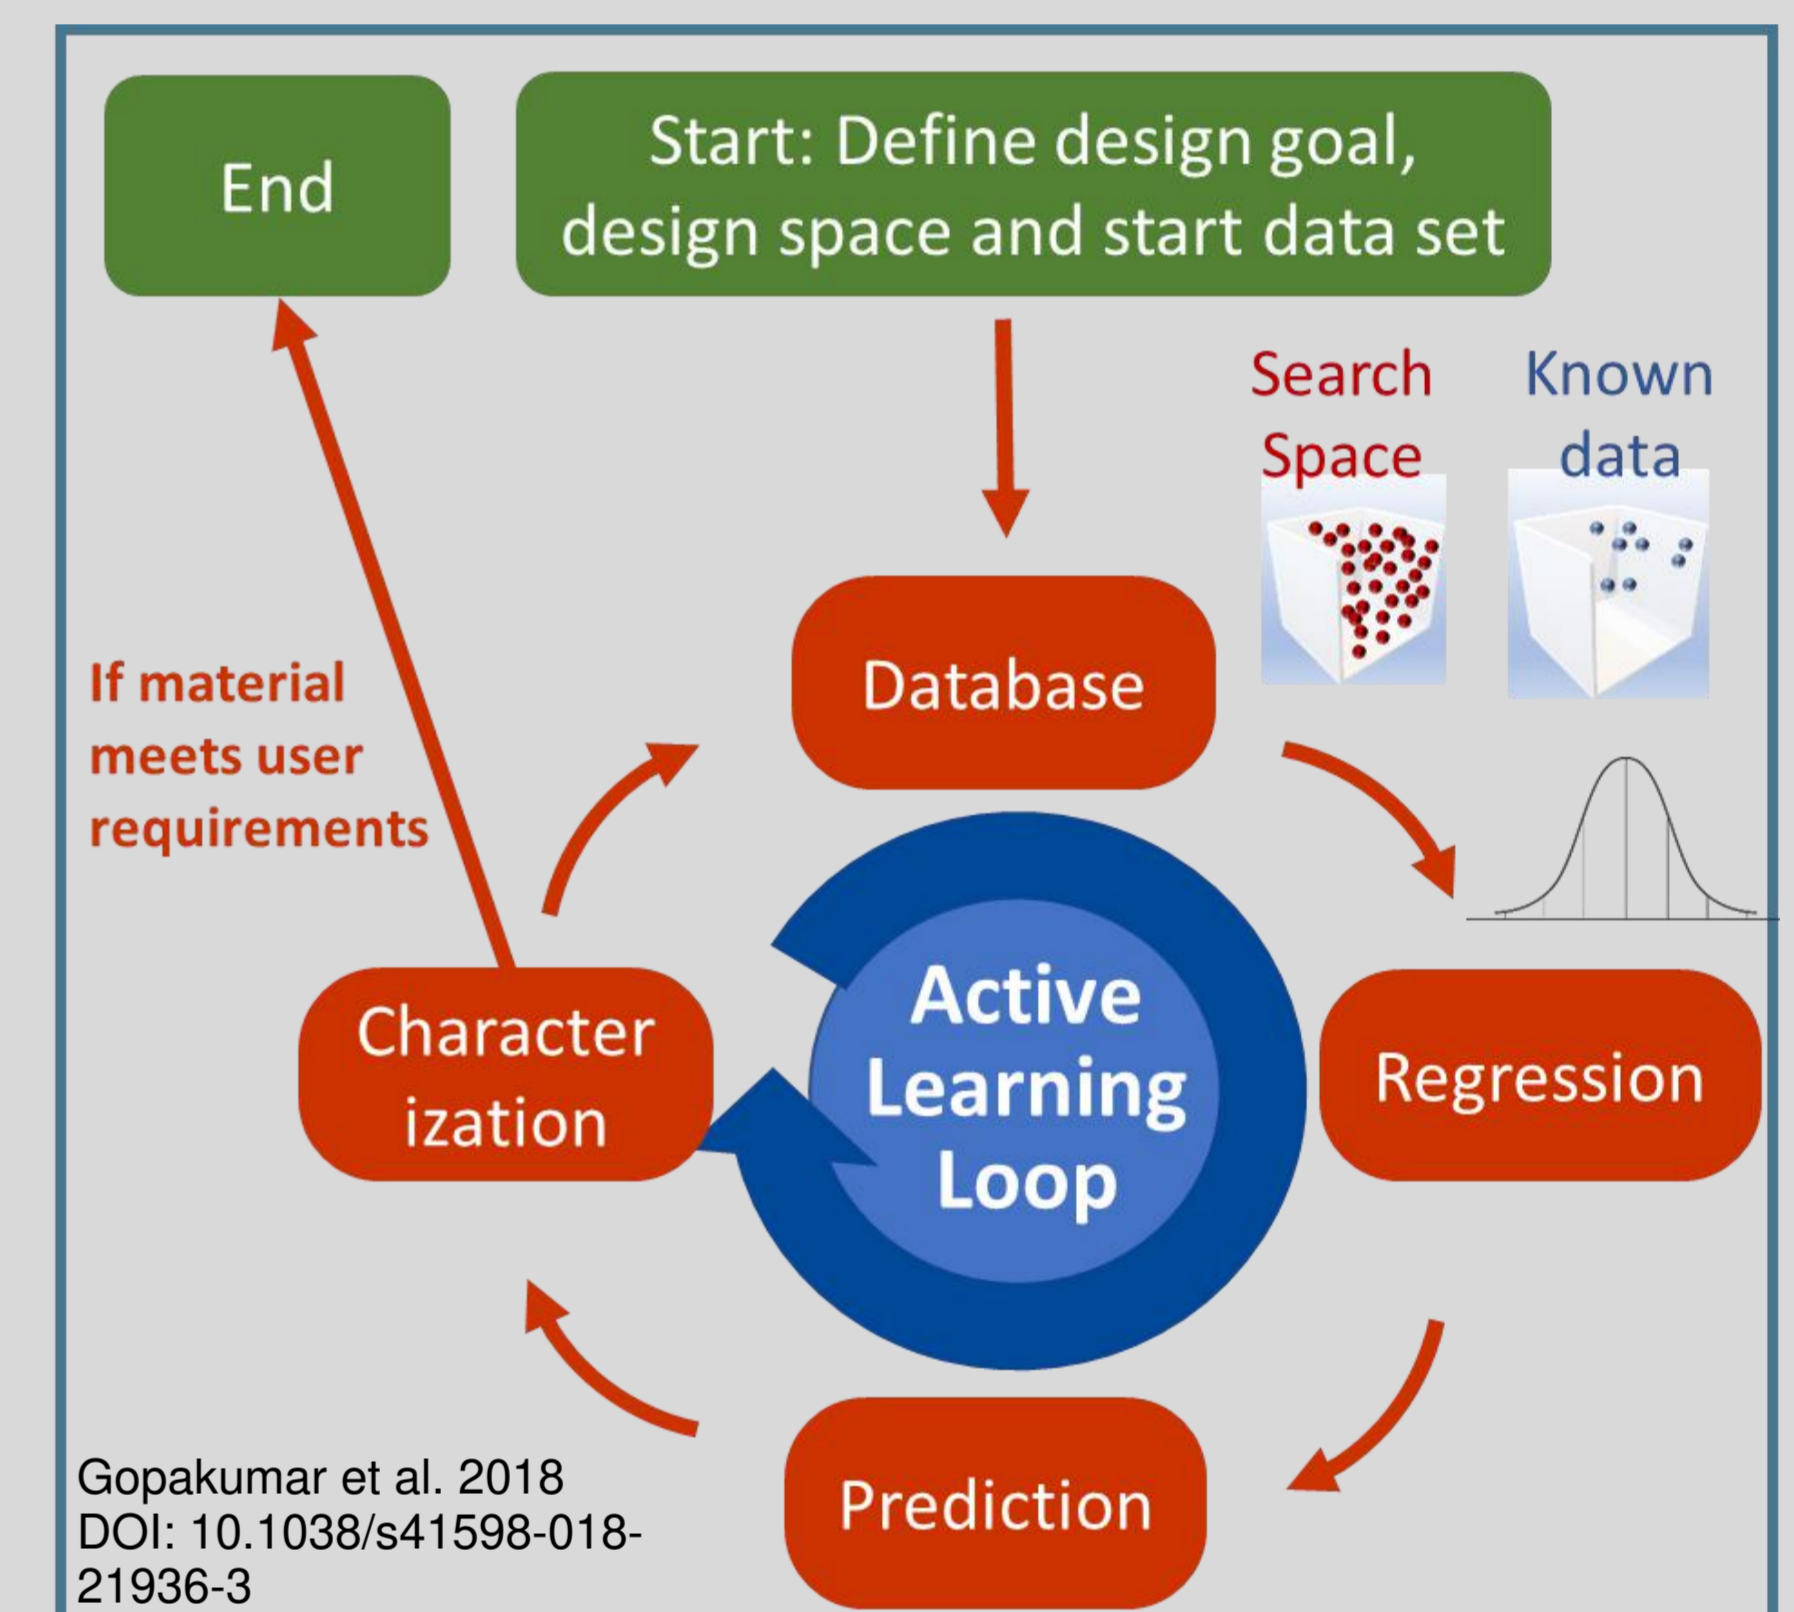 End
Start: Define design goal,
design space and start data set
Search
Space
Known
data
Database
If material
meets user
requirements
Active
Learning
Loop
Character
ization
Regression
Prediction
Gopakumar et al. 2018
DOI: 10.1038/s41598-018-
21936-3